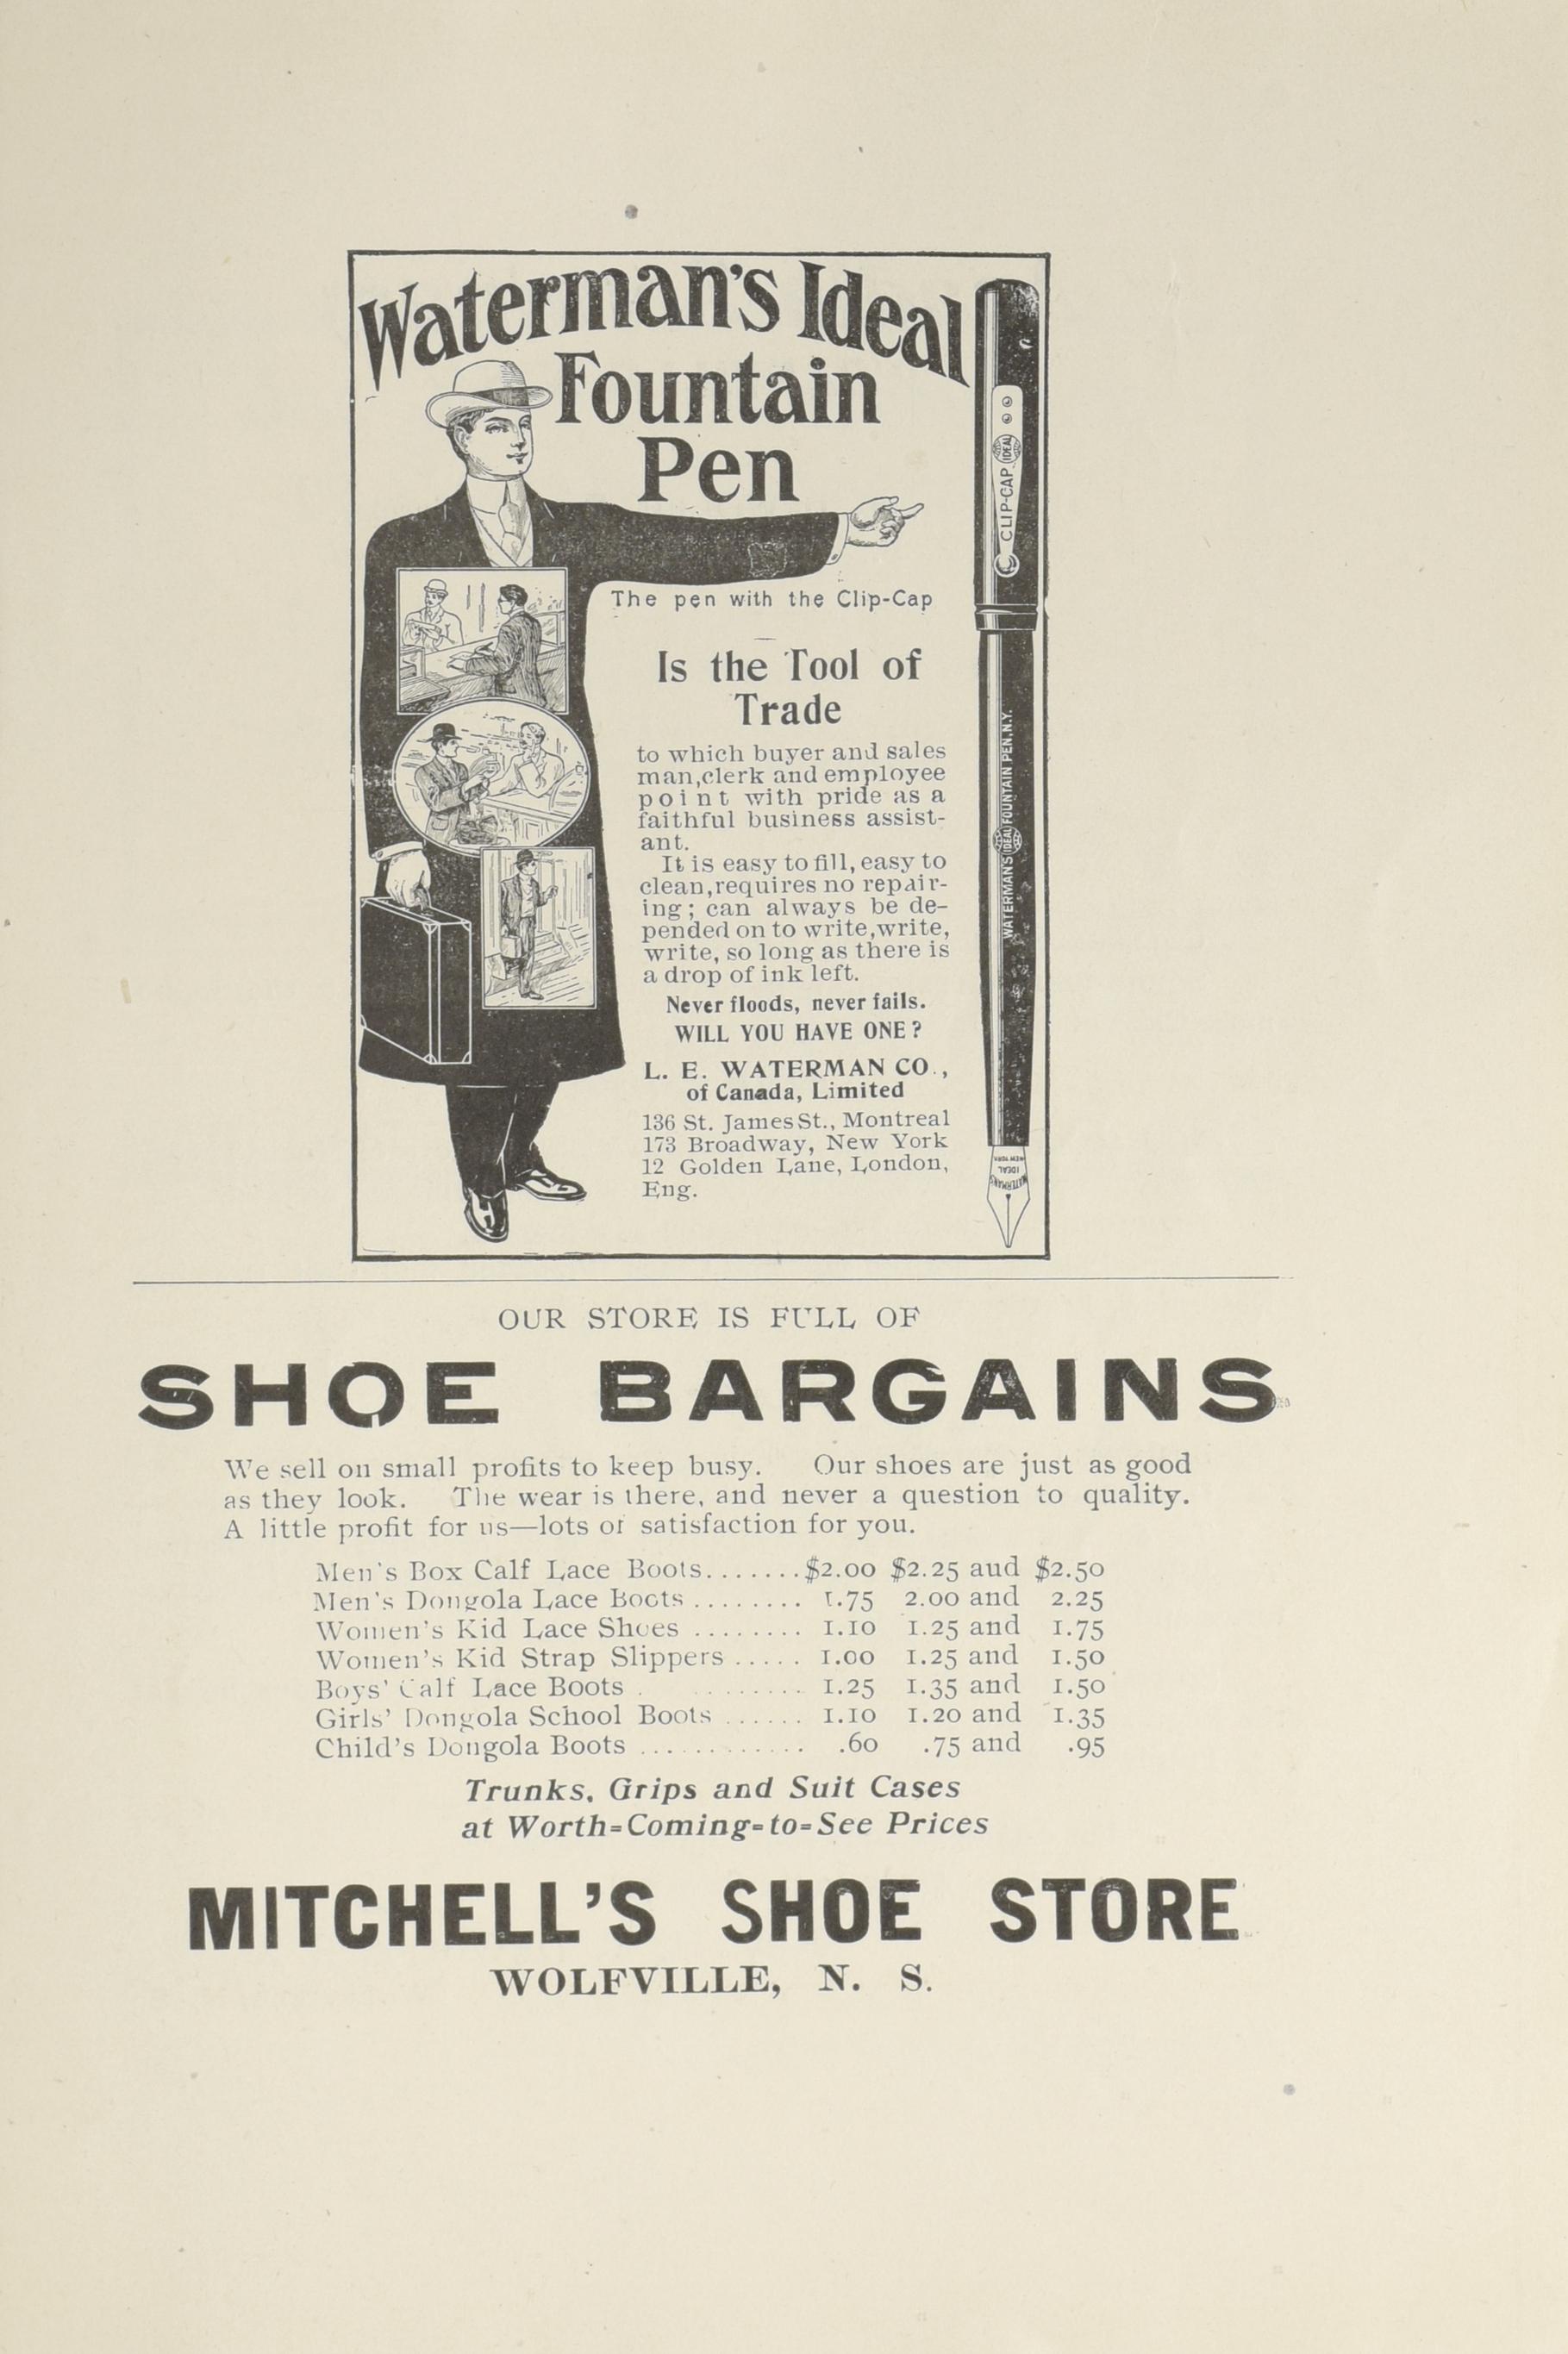 Waterman's Ideal
Fountain
Pen
CLIP-CAP IDEAL
The pen with the Clip-Cap
Is the Tool of
Trade
to which buyer and sales
man,clerk and employee
point with pride as a
faithful business assist-
ant.
It is easy to fill, easy to
clean,requires no repair-
ing; can always be de-
pended on to write,write,
write, so long as there is
a drop of ink left.
Never floods, never fails.
WILL YOU HAVE ONE?
L. E. WATERMAN CO.,
of Canada, Limited
136 St. James St., Montreal
173 Broadway, New York
12 Golden Lane, London,
Eng.
WATERMAN'S IDEAL FOUNTAIN PEN,N.Y.
WATERMAN'S
IDEAL
NEW YORK
OUR STORE IS FULL OF
SHOE BARGAINS
We sell on small profits to keep busy. Our shoes are just as good
as they look. The wear is there, and never a question to quality.
A little profit for us—lots of satisfaction for you.
Men's Box Calf Lace Boots.......$2.00 $2.25 aud $2.50
Men's Dongola Lace Boots ........ 1.75 2.00 and 2.25
Women's Kid Lace Shoes ........ 1.10 1.25 and 1.75
Women's Kid Strap Slippers ..... 1.00 1.25 and 1.50
Boys' Calf Lace Boots . ........ 1.25 1.35 and 1.50
Girls' Dongola School Boots ...... 1.10 1.20 and 1.35
Child's Dongola Boots ............ .60 .75 and .95
Trunks, Grips and Suit Cases
at Worth=Coming=to=See Prices
MITCHELL'S SHOE STORE
WOLFVILLE, N. S.